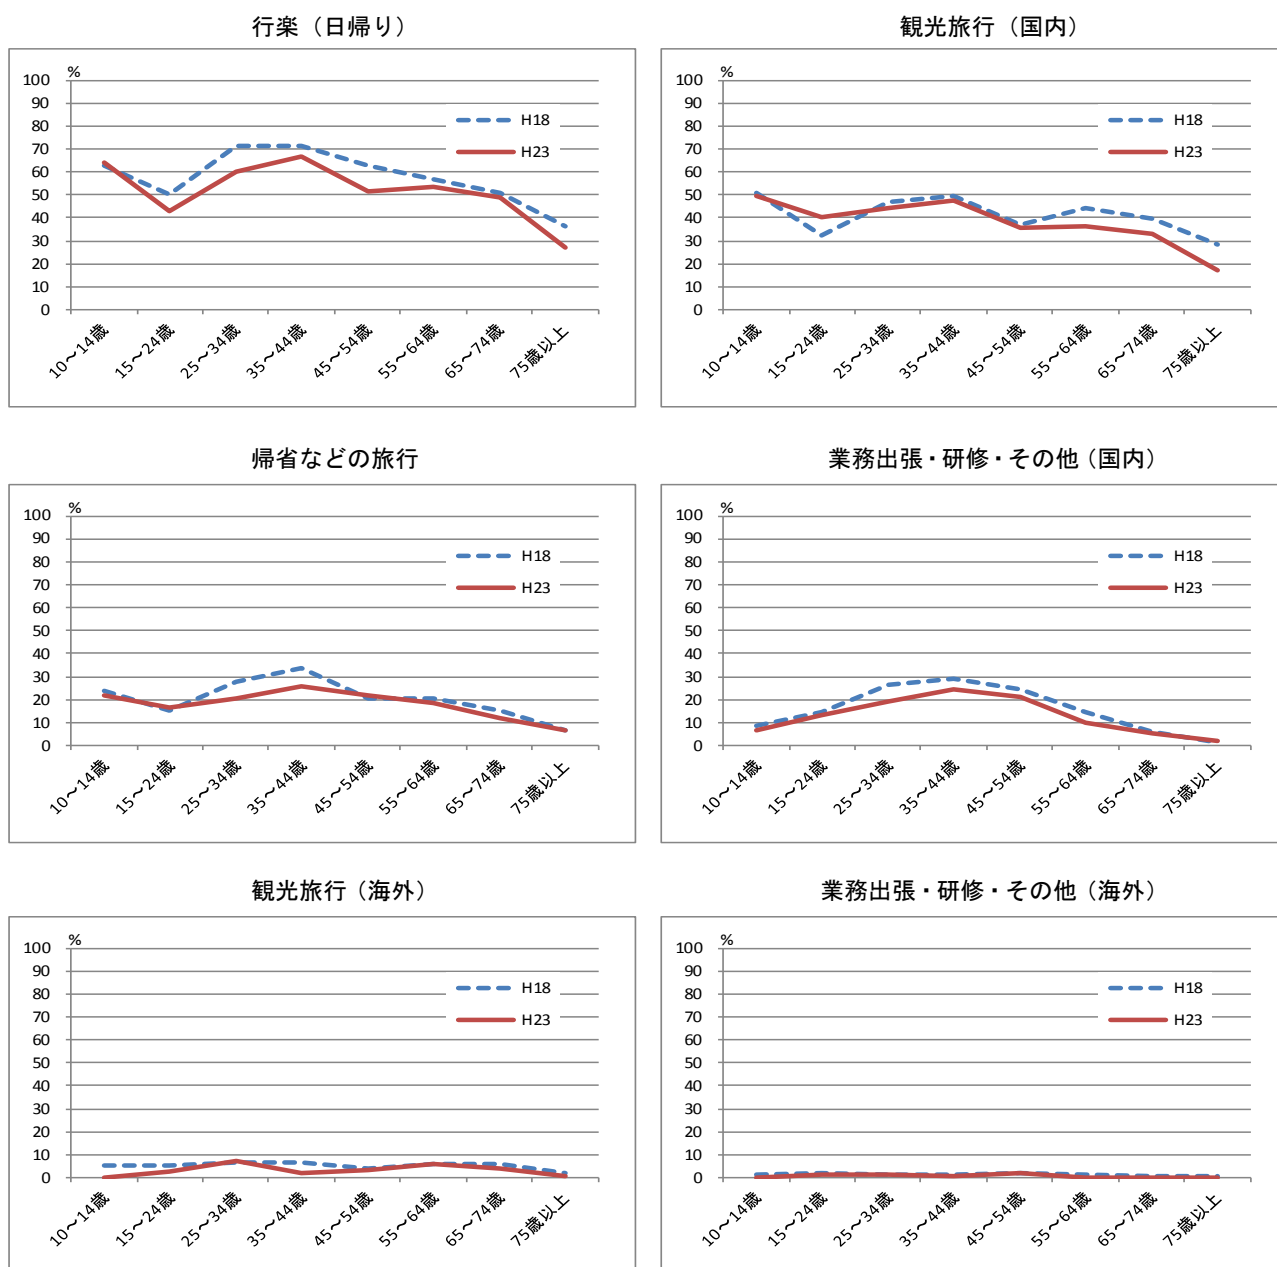 行楽（日帰り）
%
100
90
80
70
60
50
40
30
20
10
0
H18
H23
10～14歳
15～24歳
25～34歳
35～44歳
45～54歳
55～64歳
65～74歳
75歳以上
観光旅行（国内）
%
100
90
80
70
60
50
40
30
20
10
0
H18
H23
10～14歳
15～24歳
25～34歳
35～44歳
45～54歳
55～64歳
65～74歳
75歳以上
帰省などの旅行
%
100
90
80
70
60
50
40
30
20
10
0
H18
H23
10～14歳
15～24歳
25～34歳
35～44歳
45～54歳
55～64歳
65～74歳
75歳以上
業務出張・研修・その他（国内）
%
100
90
80
70
60
50
40
30
20
10
0
H18
H23
10～14歳
15～24歳
25～34歳
35～44歳
45～54歳
55～64歳
65～74歳
75歳以上
観光旅行（海外）
%
100
90
80
70
60
50
40
30
20
10
0
H18
H23
10～14歳
15～24歳
25～34歳
35～44歳
45～54歳
55～64歳
65～74歳
75歳以上
業務出張・研修・その他（海外）
%
100
90
80
70
60
50
40
30
20
10
0
H18
H23
10～14歳
15～24歳
25～34歳
35～44歳
45～54歳
55～64歳
65～74歳
75歳以上